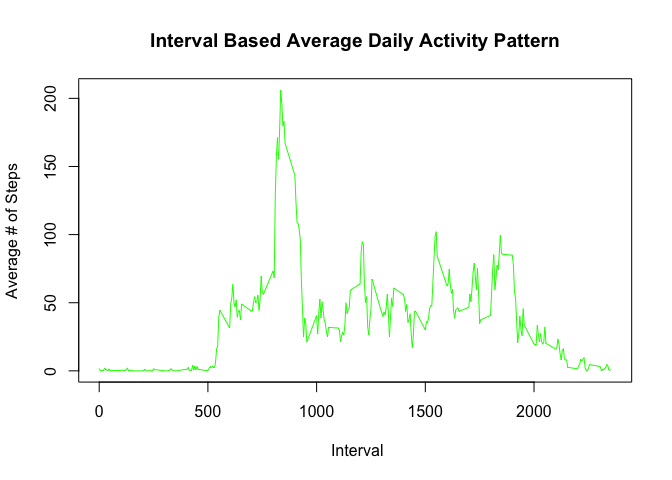 Interval Based Average Daily Activity Pattern
Average # of Steps
200
150
100
50
0
0 500 1000 1500 2000
Interval